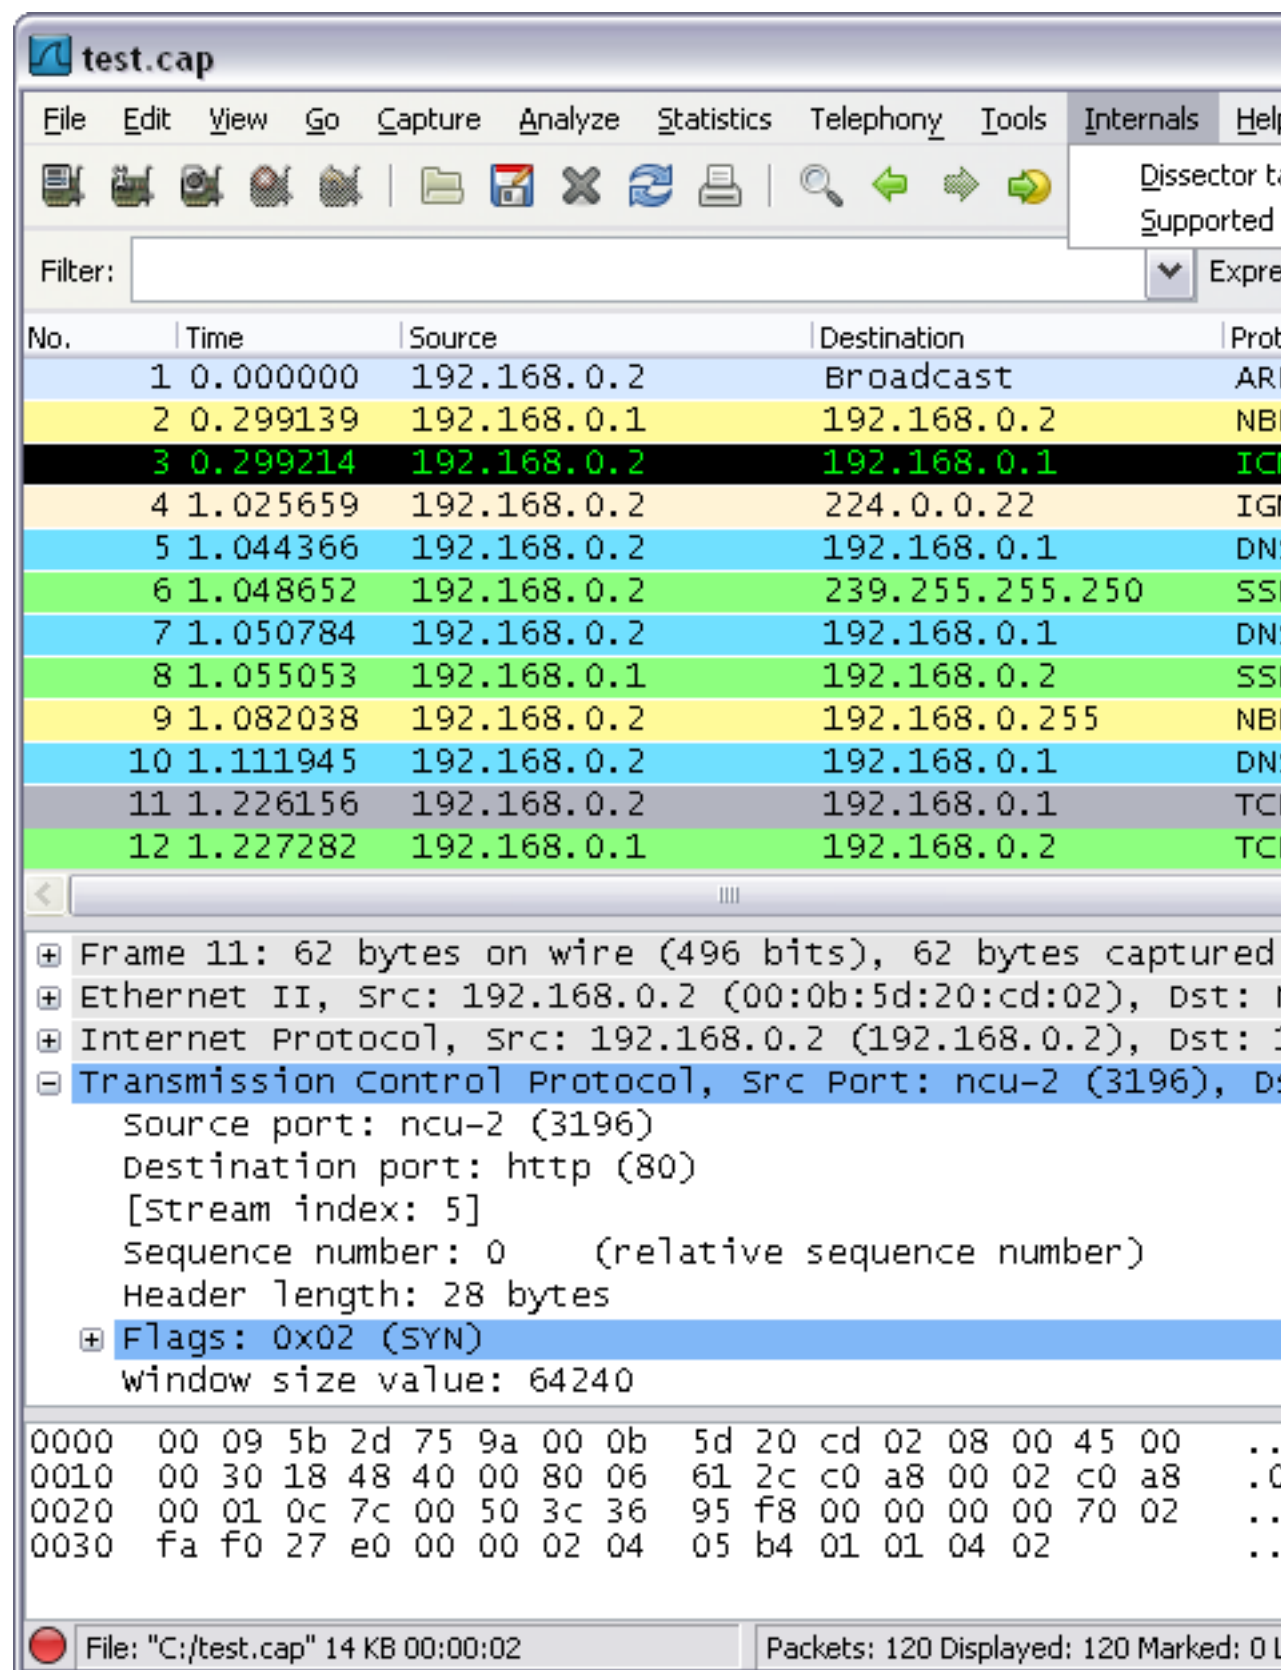 test.cap
File Edit View Go Capture Analyze Statistics Telephony Tools Internals Help
Dissector
Supported
Filter:
No. Time Source Destination
1 0.000000 192.168.0.2 Broadcast
2 0.299139 192.168.0.1 192.168.0.2
3 0.299214 192.168.0.2 192.168.0.1
4 1.025659 192.168.0.2 224.0.0.22
5 1.044366 192.168.0.2 192.168.0.1
6 1.048652 192.168.0.2 239.255.255.250
7 1.050784 192.168.0.2 192.168.0.1
8 1.055053 192.168.0.1 192.168.0.2
9 1.082038 192.168.0.2 192.168.0.255
10 1.111945 192.168.0.2 192.168.0.1
11 1.226156 192.168.0.2 192.168.0.1
12 1.227282 192.168.0.1 192.168.0.2
Frame 11: 62 bytes on wire (496 bits), 62 bytes captured
Ethernet II, Src: 192.168.0.2 (00:0b:5d:20:cd:02), Dst:
Internet Protocol, Src: 192.168.0.2 (192.168.0.2), Dst:
Transmission Control Protocol, Src Port: ncu-2 (3196),
Source port: ncu-2 (3196)
Destination port: http (80)
[Stream index: 5]
Sequence number: 0 (relative sequence number)
Header length: 28 bytes
Flags: 0x02 (SYN)
Window size value: 64240
0000 00 09 5b 2d 75 9a 00 0b 5d 20 cd 02 08 00 45 00 ..
0010 00 30 18 48 40 00 80 06 61 2c c0 a8 00 02 c0 a8 .0
0020 00 01 0c 7c 00 50 3c 36 95 f8 00 00 00 00 70 02 ..
0030 fa f0 27 e0 00 00 02 04 05 b4 01 01 04 02 ..
File: "C:/test.cap" 14 KB 00:00:02 Packets: 120 Displayed: 120 Marked: 0